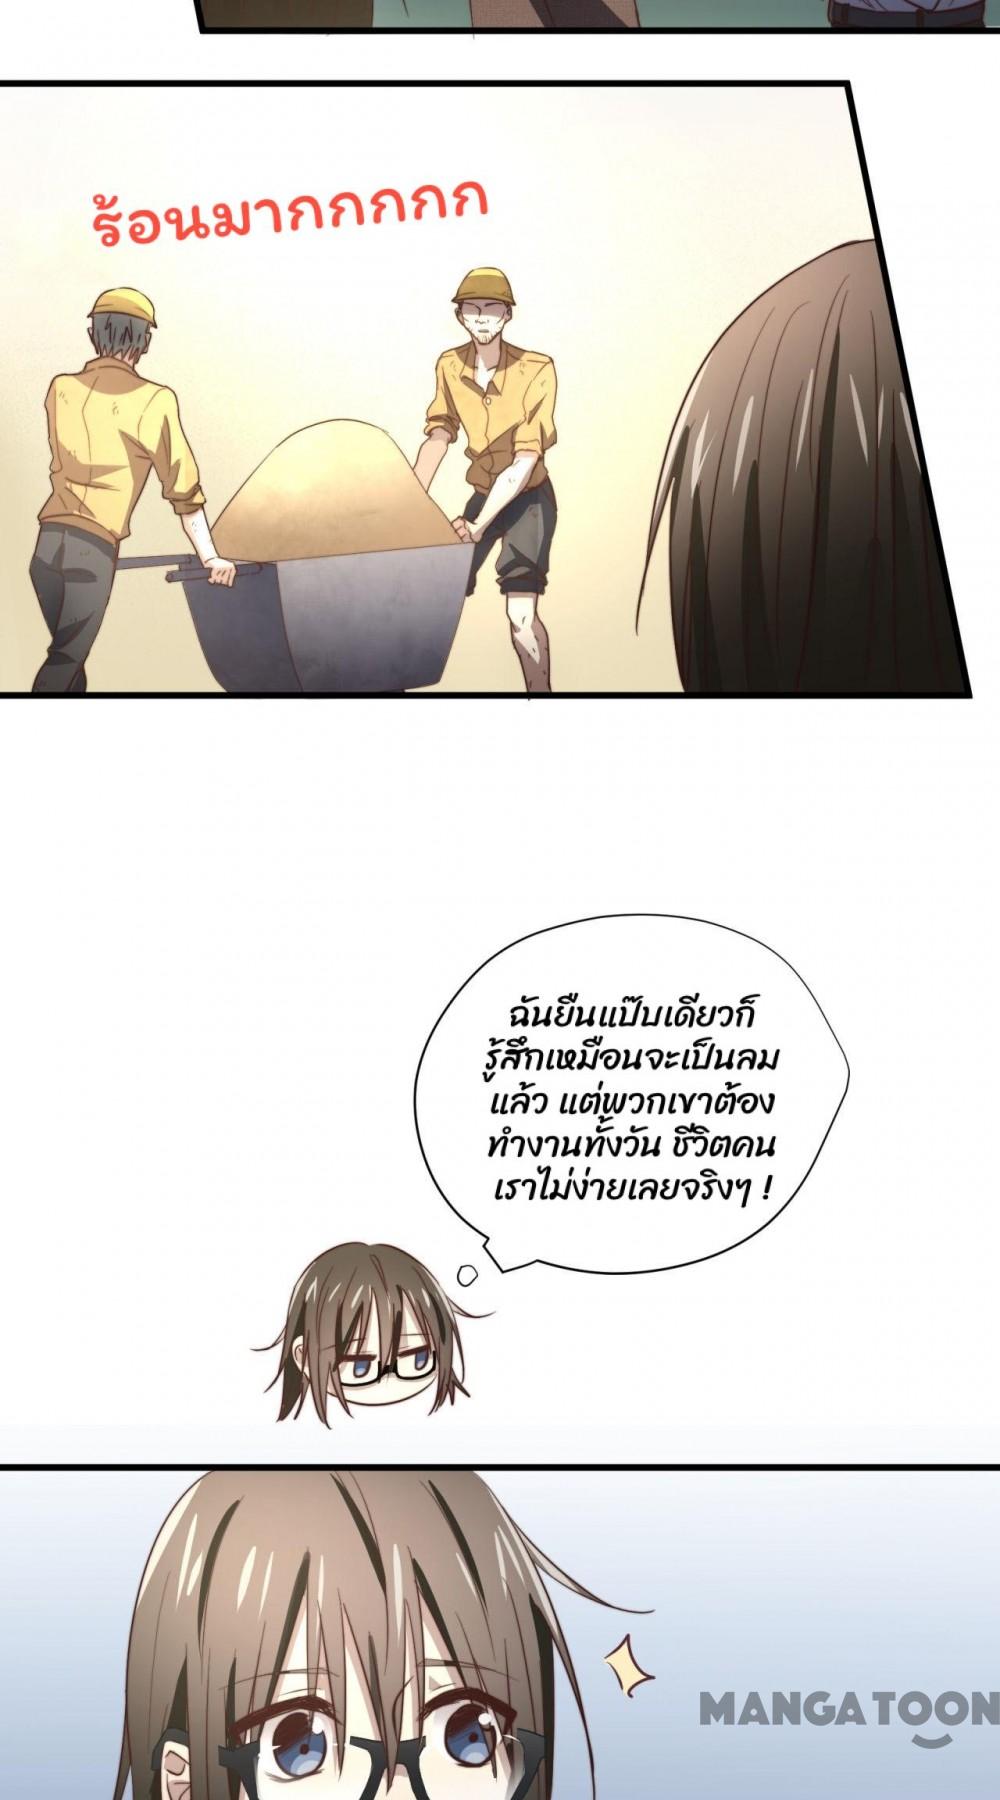 ร้อนมากกกกก
ฉันยืนแป๊บเดียวก็
รู้สึกเหมือนจะเป็นลม
แล้ว แต่พวกเขาต้อง
ทำงานทั้งวัน ชีวิตคน
เราไม่ง่ายเลยจริงๆ !
MANGA TOON